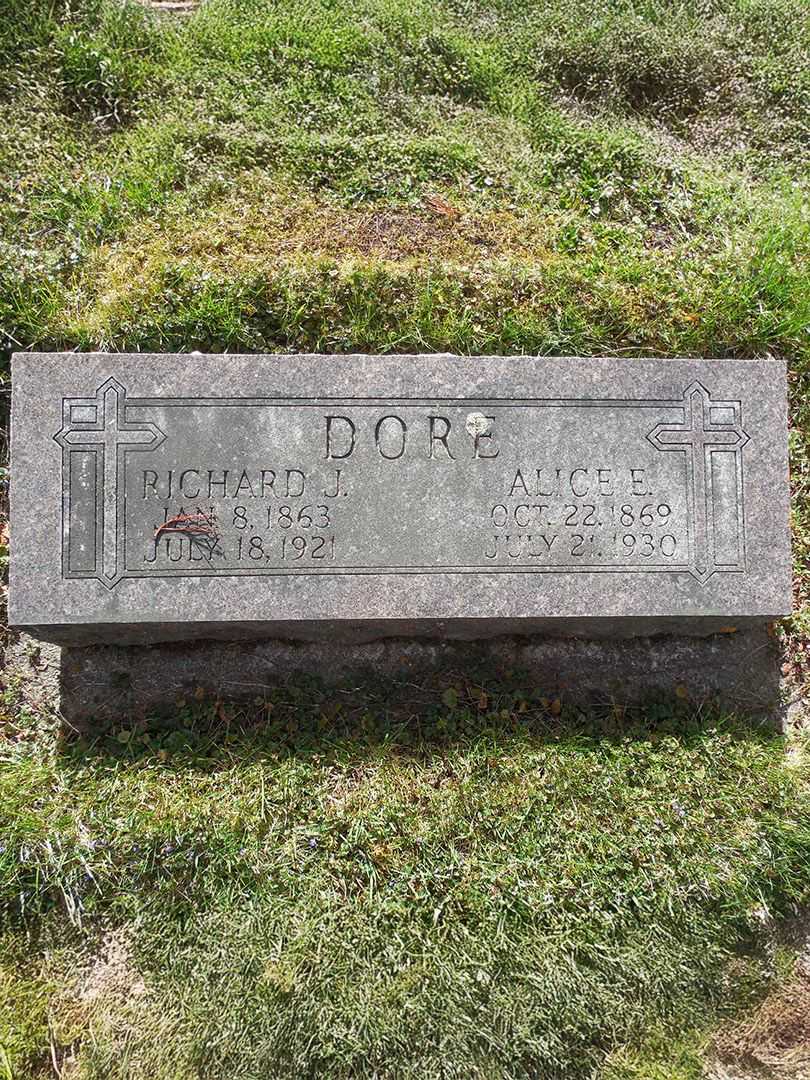 DORE
RICHARD J. ALICE E.
JAN. 8, 1863 OCT. 22, 1869
JULY 18, 1921 JULY 21, 1930